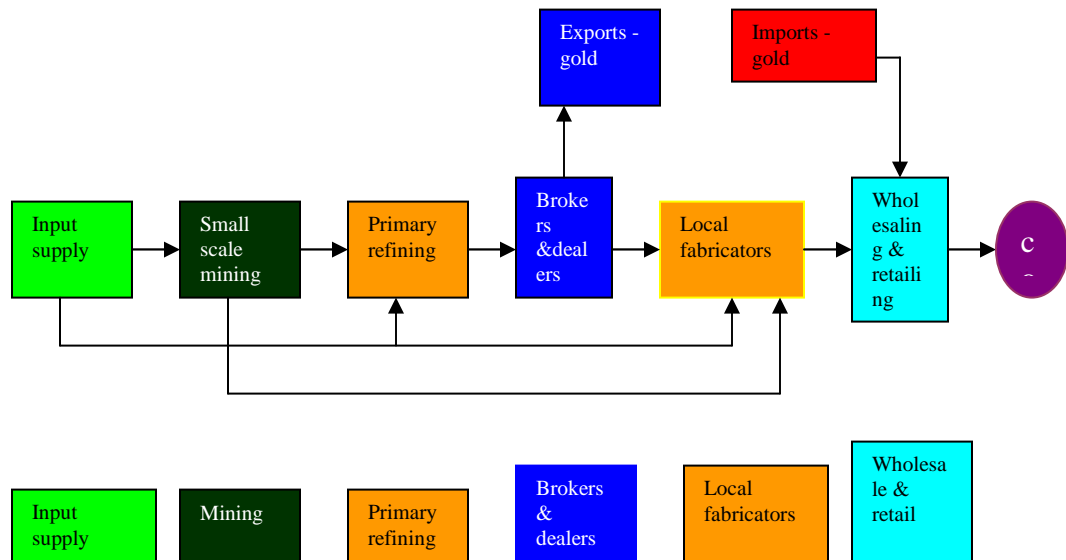 Exports -
gold
Imports -
gold
Input
supply
Small
scale
mining
Primary
refining
Broke
rs
&deal
ers
Local
fabricators
Whol
esalin
g &
retaili
ng
c
Input
supply
Mining
Primary
refining
Brokers
&
dealers
Local
fabricators
Wholesa
le &
retail